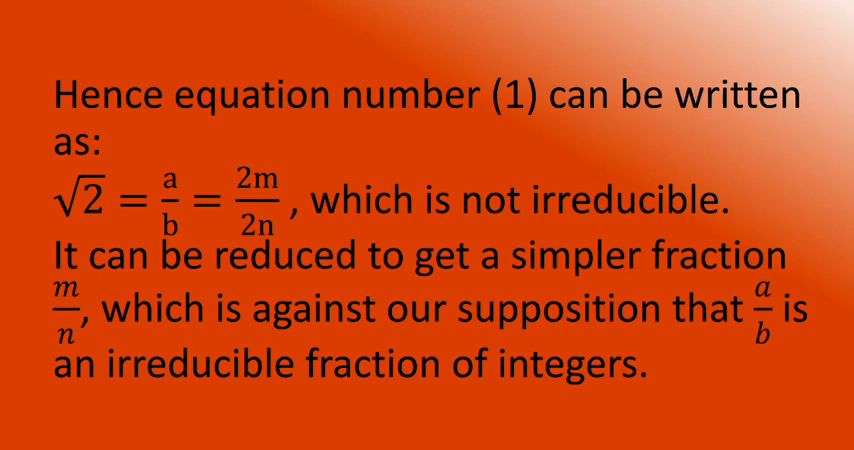 Hence equation number (1) can be written
as:
√2 = a/b = 2m/2n , which is not irreducible.
It can be reduced to get a simpler fraction
m/n, which is against our supposition that a/b is
an irreducible fraction of integers.